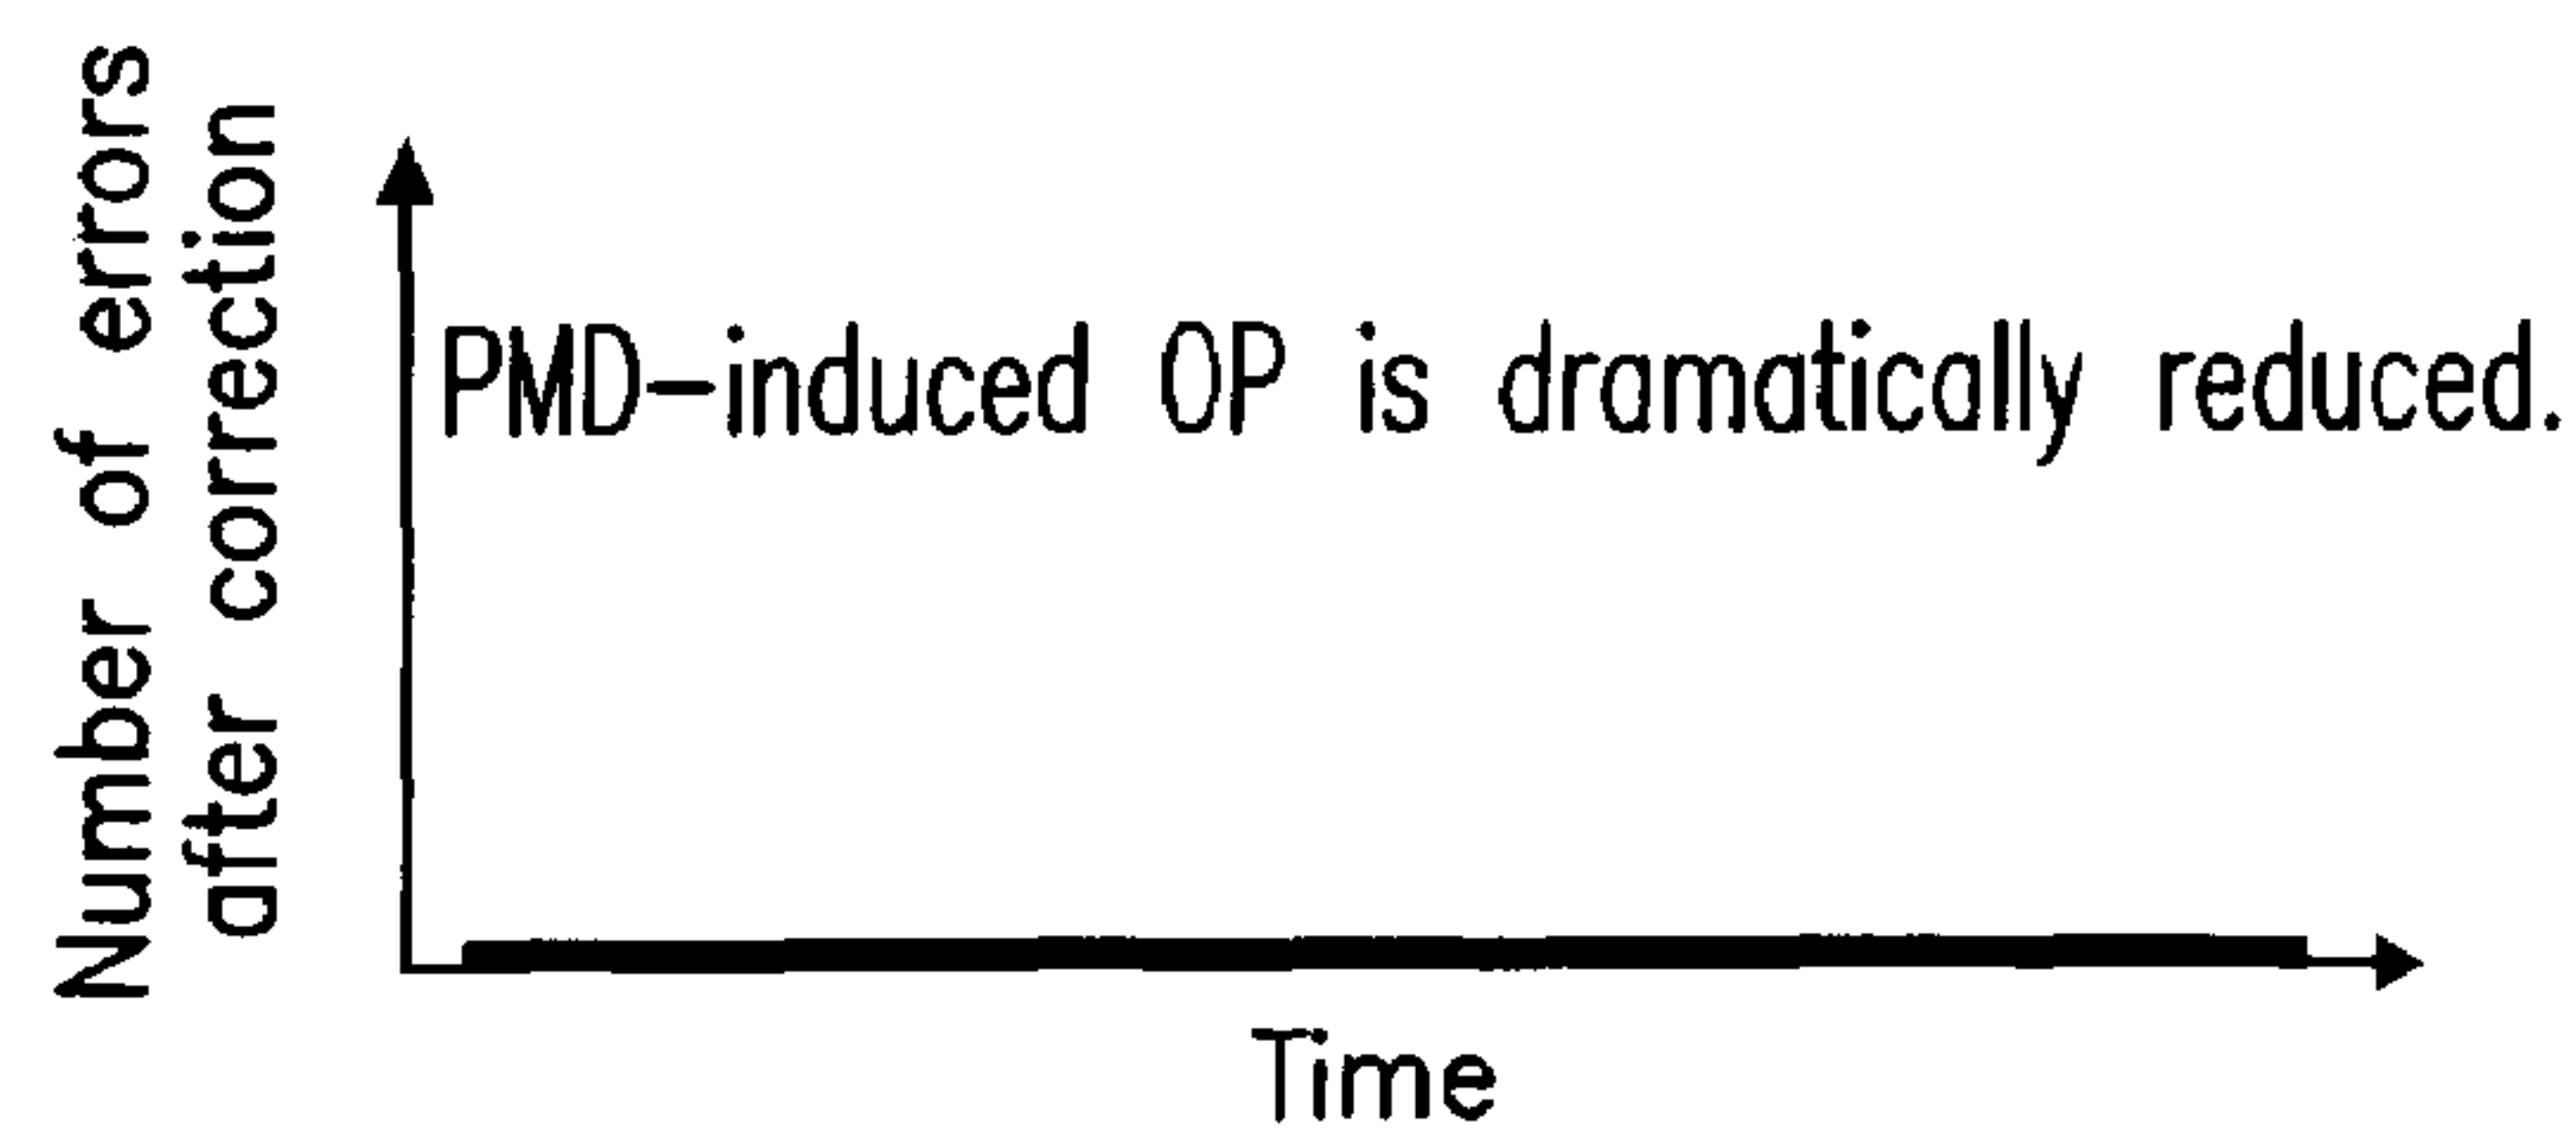 Number of errors
after correction
PMD-induced OP is dramatically reduced.
Time